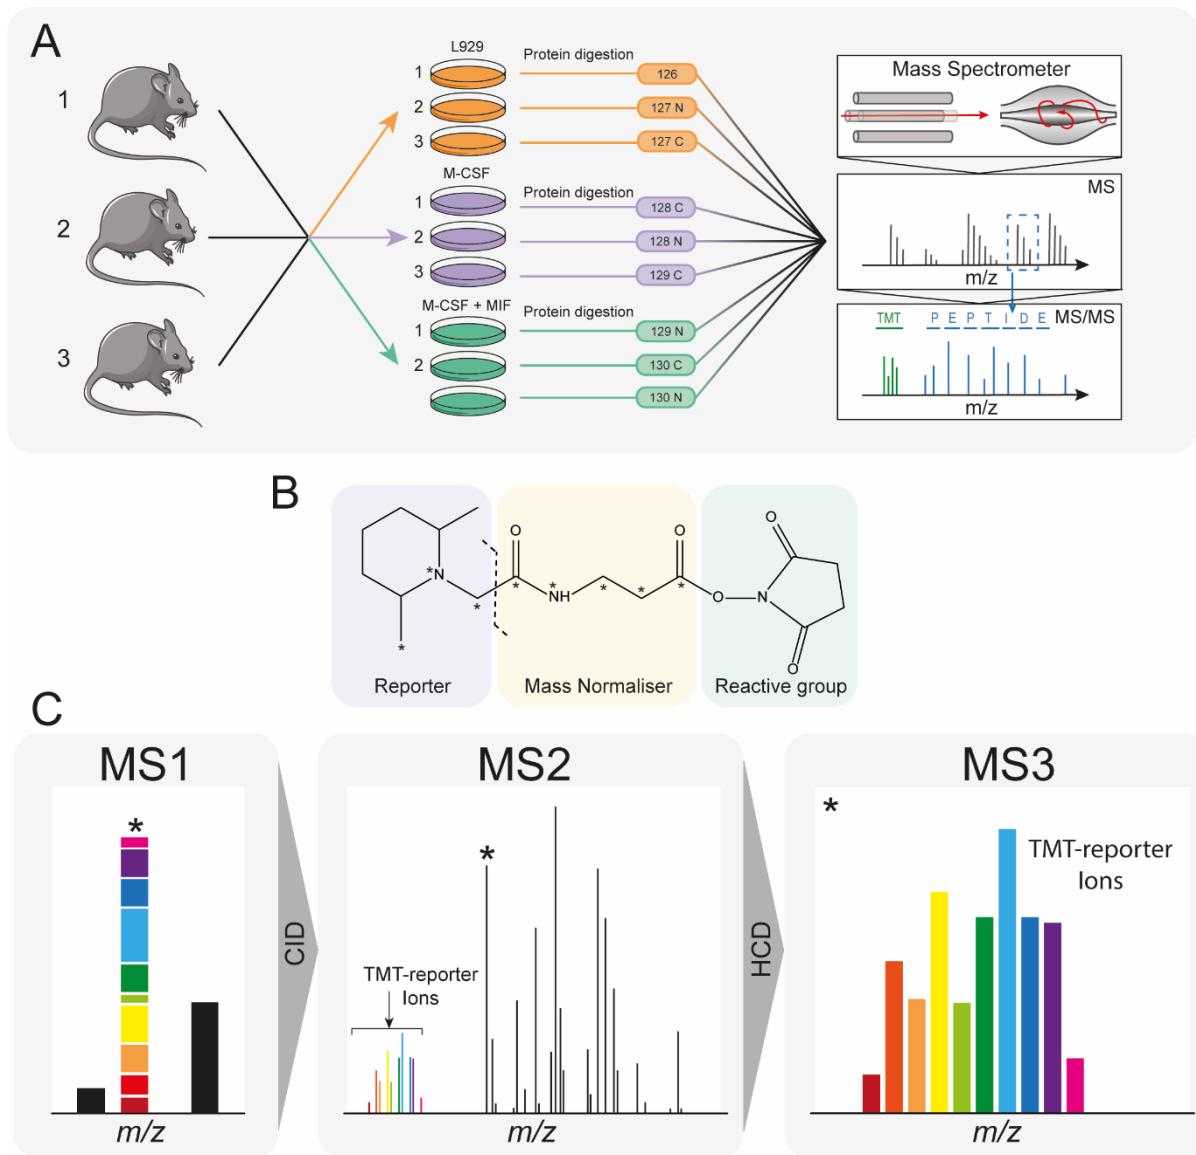 A
1
2
3
L929
Protein digestion
1
126
2
127 N
3
127 C
M-CSF
Protein digestion
1
128 C
2
128 N
3
129 C
M-CSF + MIF
Protein digestion
1
129 N
2
130 C
130 N
Mass Spectrometer
MS
m/z
TMT
P E P T I D E
MS/MS
m/z
B
O
O
O
*N
*
*
*
NH
*
*
*
*
O
N
O
*
Reporter
Mass Normaliser
Reactive group
C
MS1
*
m/z
CID
MS2
*
TMT-reporter
Ions
m/z
HCD
MS3
*
TMT-reporter
Ions
m/z